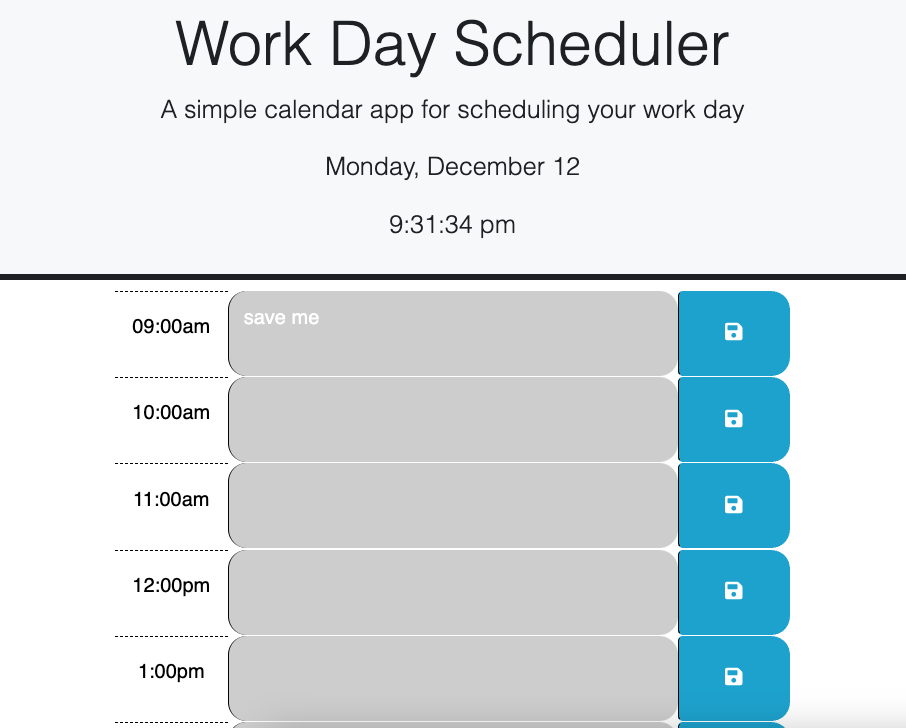 Work Day Scheduler
A simple calendar app for scheduling your work day
Monday, December 12
9:31:34 pm
09:00am
save me
10:00am
11:00am
12:00pm
1:00pm